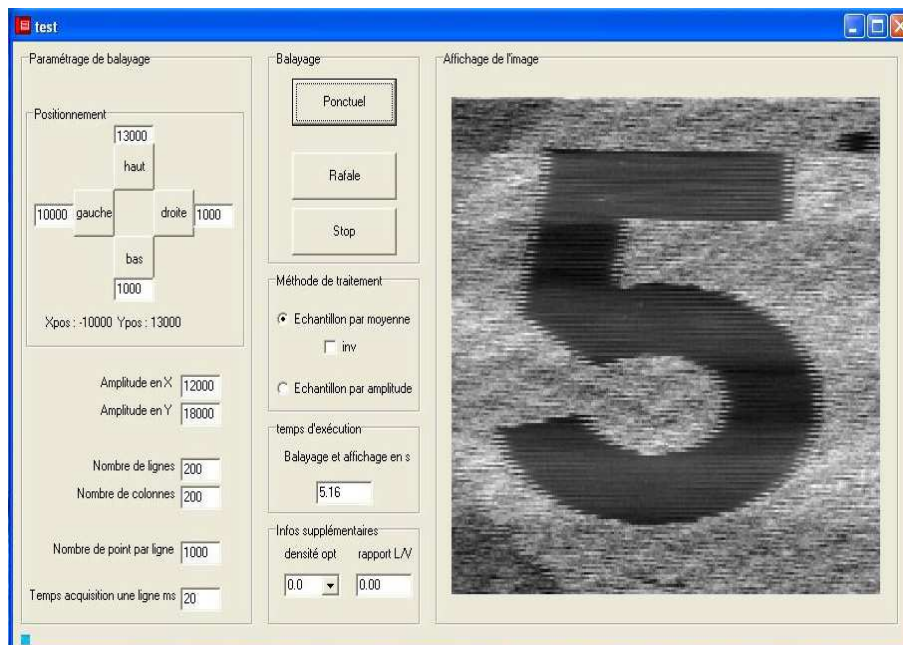 test
Paramétrage de balayage
Positionnement
13000
haut
10000 gauche droite 1000
bas
1000
Xpos : -10000 Ypos : 13000
Amplitude en X 12000
Amplitude en Y 18000
Nombre de lignes 200
Nombre de colonnes 200
Nombre de point par ligne 1000
Temps acquisition une ligne ms 20
Balayage
Ponctuel
Rafale
Stop
Méthode de traitement
Echantillon par moyenne
inv
Echantillon par amplitude
temps d'exécution
Balayage et affichage en s
5.16
Infos supplémentaires
densité opt rapport L/V
0.0 0.00
Affichage de l'image
5